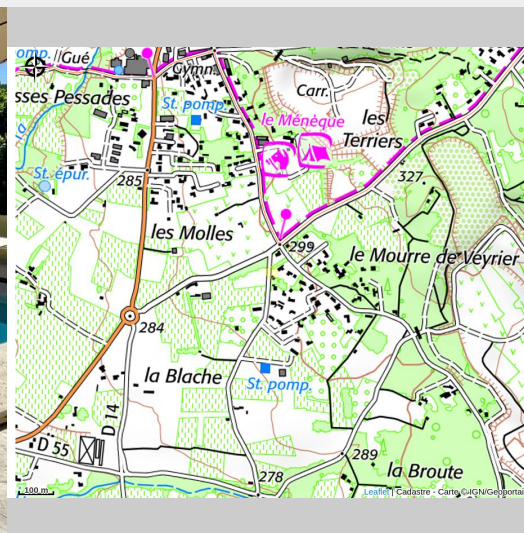 omp.
Gué
Gymn.
sses Pessades
St. pomp.
Carr.
le Ménèque
les
Terriers
St. épur.
285
327
les Molles
299
le Mourre de Veyrier
284
la Blache
St. pomp.
D 14
D 55
289
278
la Broute
100 m
Leaflet | Cadastre - Carte © IGN/Geoportai